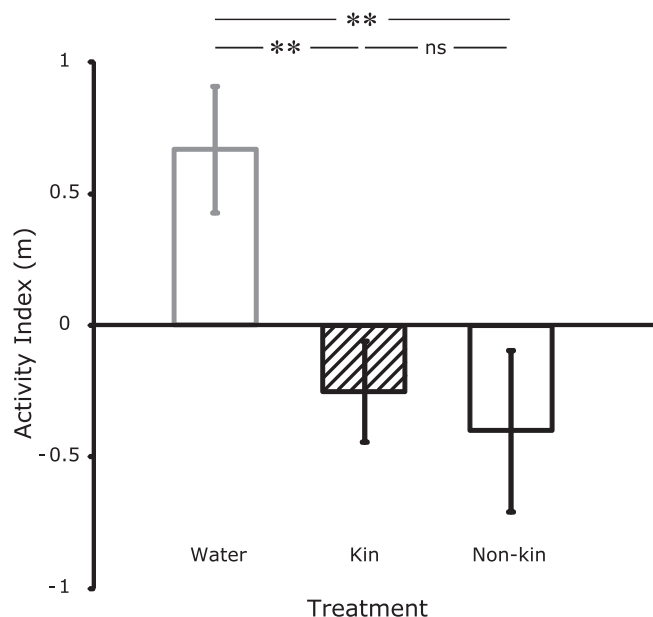 **
** ns
1
0.5
0
-0.5
-1
Activity Index (m)
Water Kin Non-kin
Treatment